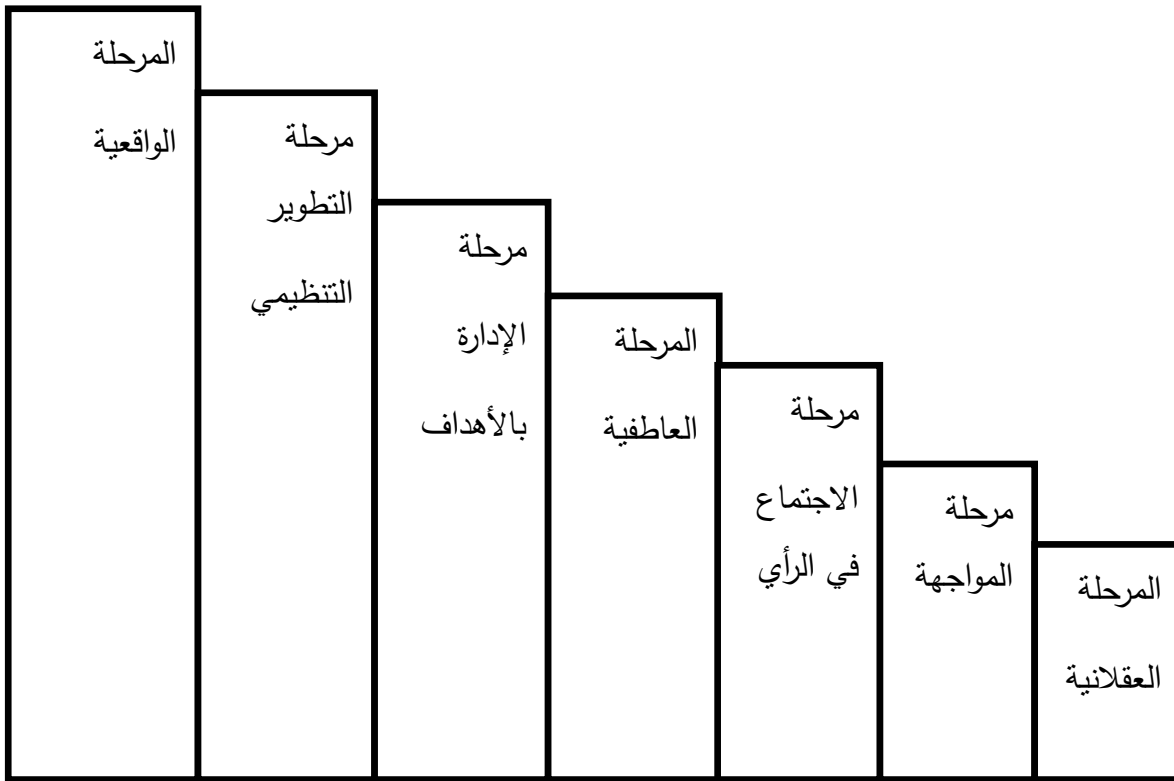 المرحلة
العقلانية
مرحلة
المواجهة
مرحلة
الاجتماع
في الرأي
المرحلة
العاطفية
مرحلة
الإدارة
بالأهداف
مرحلة
التطوير
التنظيمي
المرحلة
الواقعية